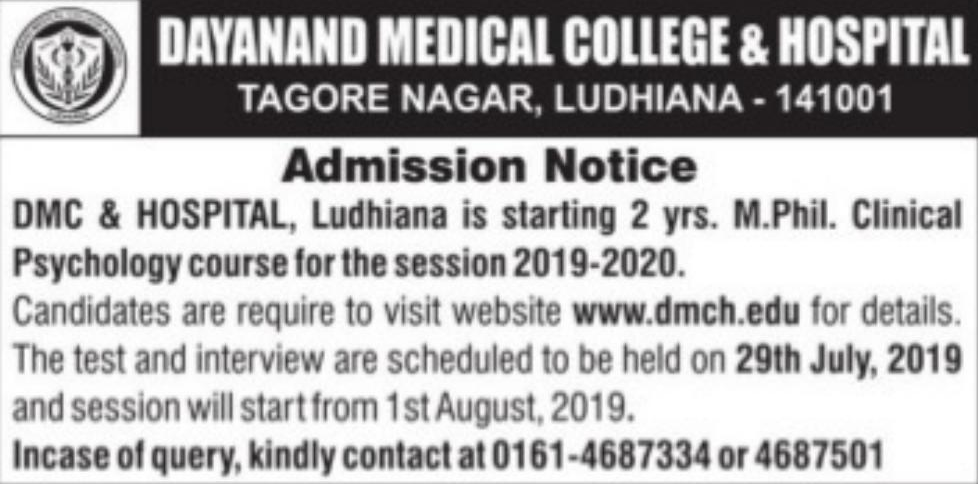 DAYANAND MEDICAL COLLEGE & HOSPITAL
TAGORE NAGAR, LUDHIANA - 141001
Admission Notice
DMC & HOSPITAL, Ludhiana is starting 2 yrs. M.Phil. Clinical
Psychology course for the session 2019-2020.
Candidates are require to visit website www.dmch.edu for details.
The test and interview are scheduled to be held on 29th July, 2019
and session will start from 1st August, 2019.
Incase of query, kindly contact at 0161-4687334 or 4687501